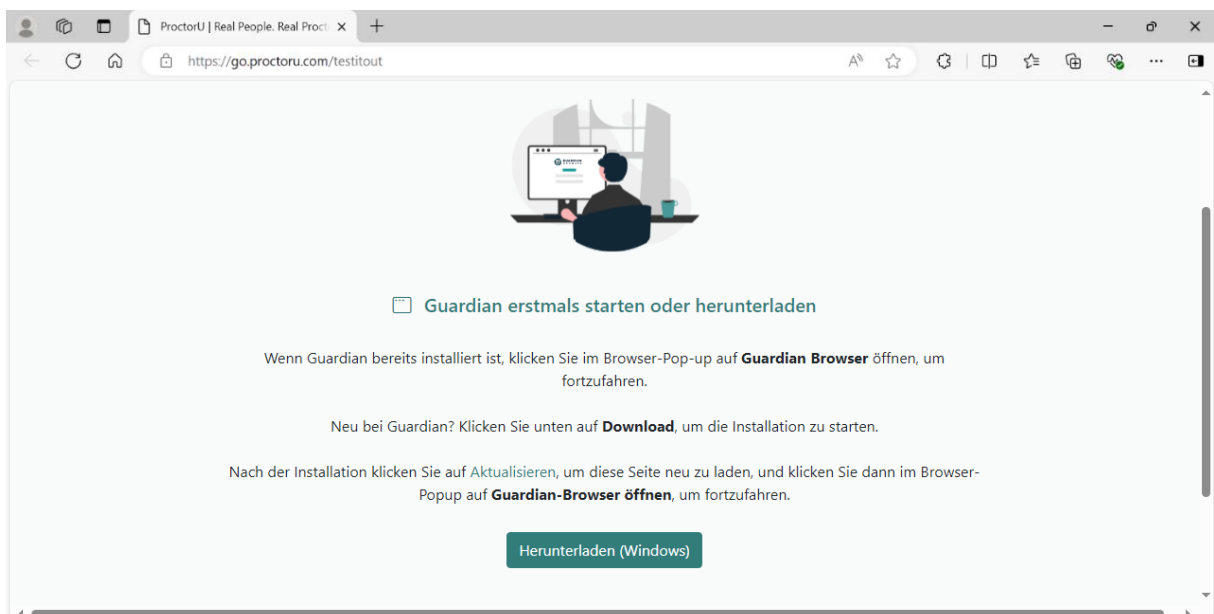 ProctorU | Real People. Real Proct
https://go.proctoru.com/testitout
Guardian erstmals starten oder herunterladen
Wenn Guardian bereits installiert ist, klicken Sie im Browser-Pop-up auf Guardian Browser öffnen, um
fortzufahren.
Neu bei Guardian? Klicken Sie unten auf Download, um die Installation zu starten.
Nach der Installation klicken Sie auf Aktualisieren, um diese Seite neu zu laden, und klicken Sie dann im Browser-
Popup auf Guardian-Browser öffnen, um fortzufahren.
Herunterladen (Windows)